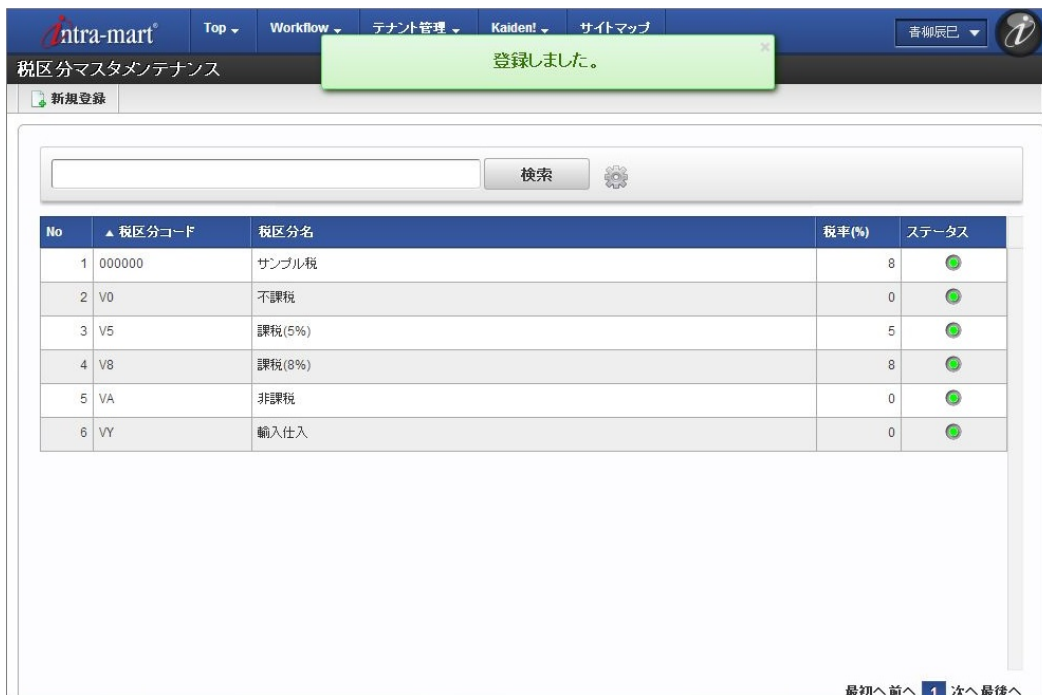 intra-mart®
Top Workflow テナント管理 Kaiden! サイトマップ
青柳辰巳
登録しました。
×
税区分マスタメンテナンス
新規登録
検索
No ▲ 税区分コード 税区分名 税率(%) ステータス
1 000000 サンプル税 8
2 V0 不課税 0
3 V5 課税(5%) 5
4 V8 課税(8%) 8
5 VA 非課税 0
6 VY 輸入仕入 0
最初へ 前へ 1 次へ 最後へ